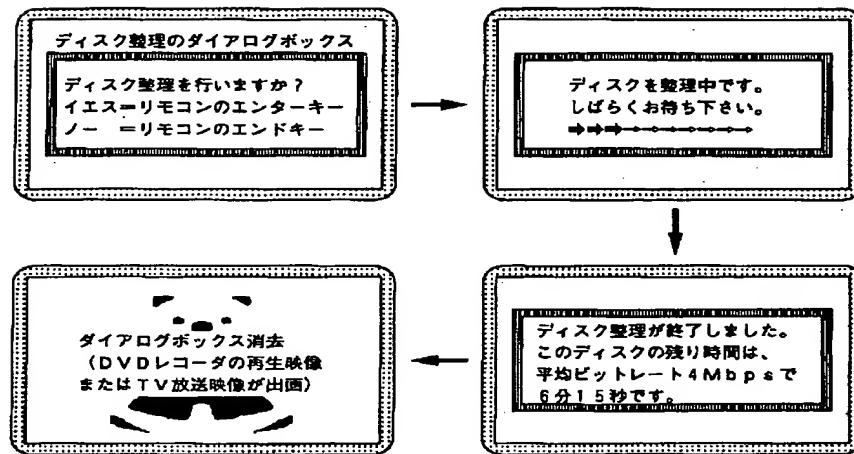 ディスク整理のダイアログボックス
ディスク整理を行いますか?
イエス=リモコンのエンターキー
ノー =リモコンのエンドキー
ディスクを整理中です。
しばらくお待ち下さい。
ディスク整理が終了しました。
このディスクの残り時間は、
平均ビットレート4Mbpsで
6分15秒です。
ダイアログボックス消去
(DVDレコーダの再生映像
またはTV放送映像が出画)